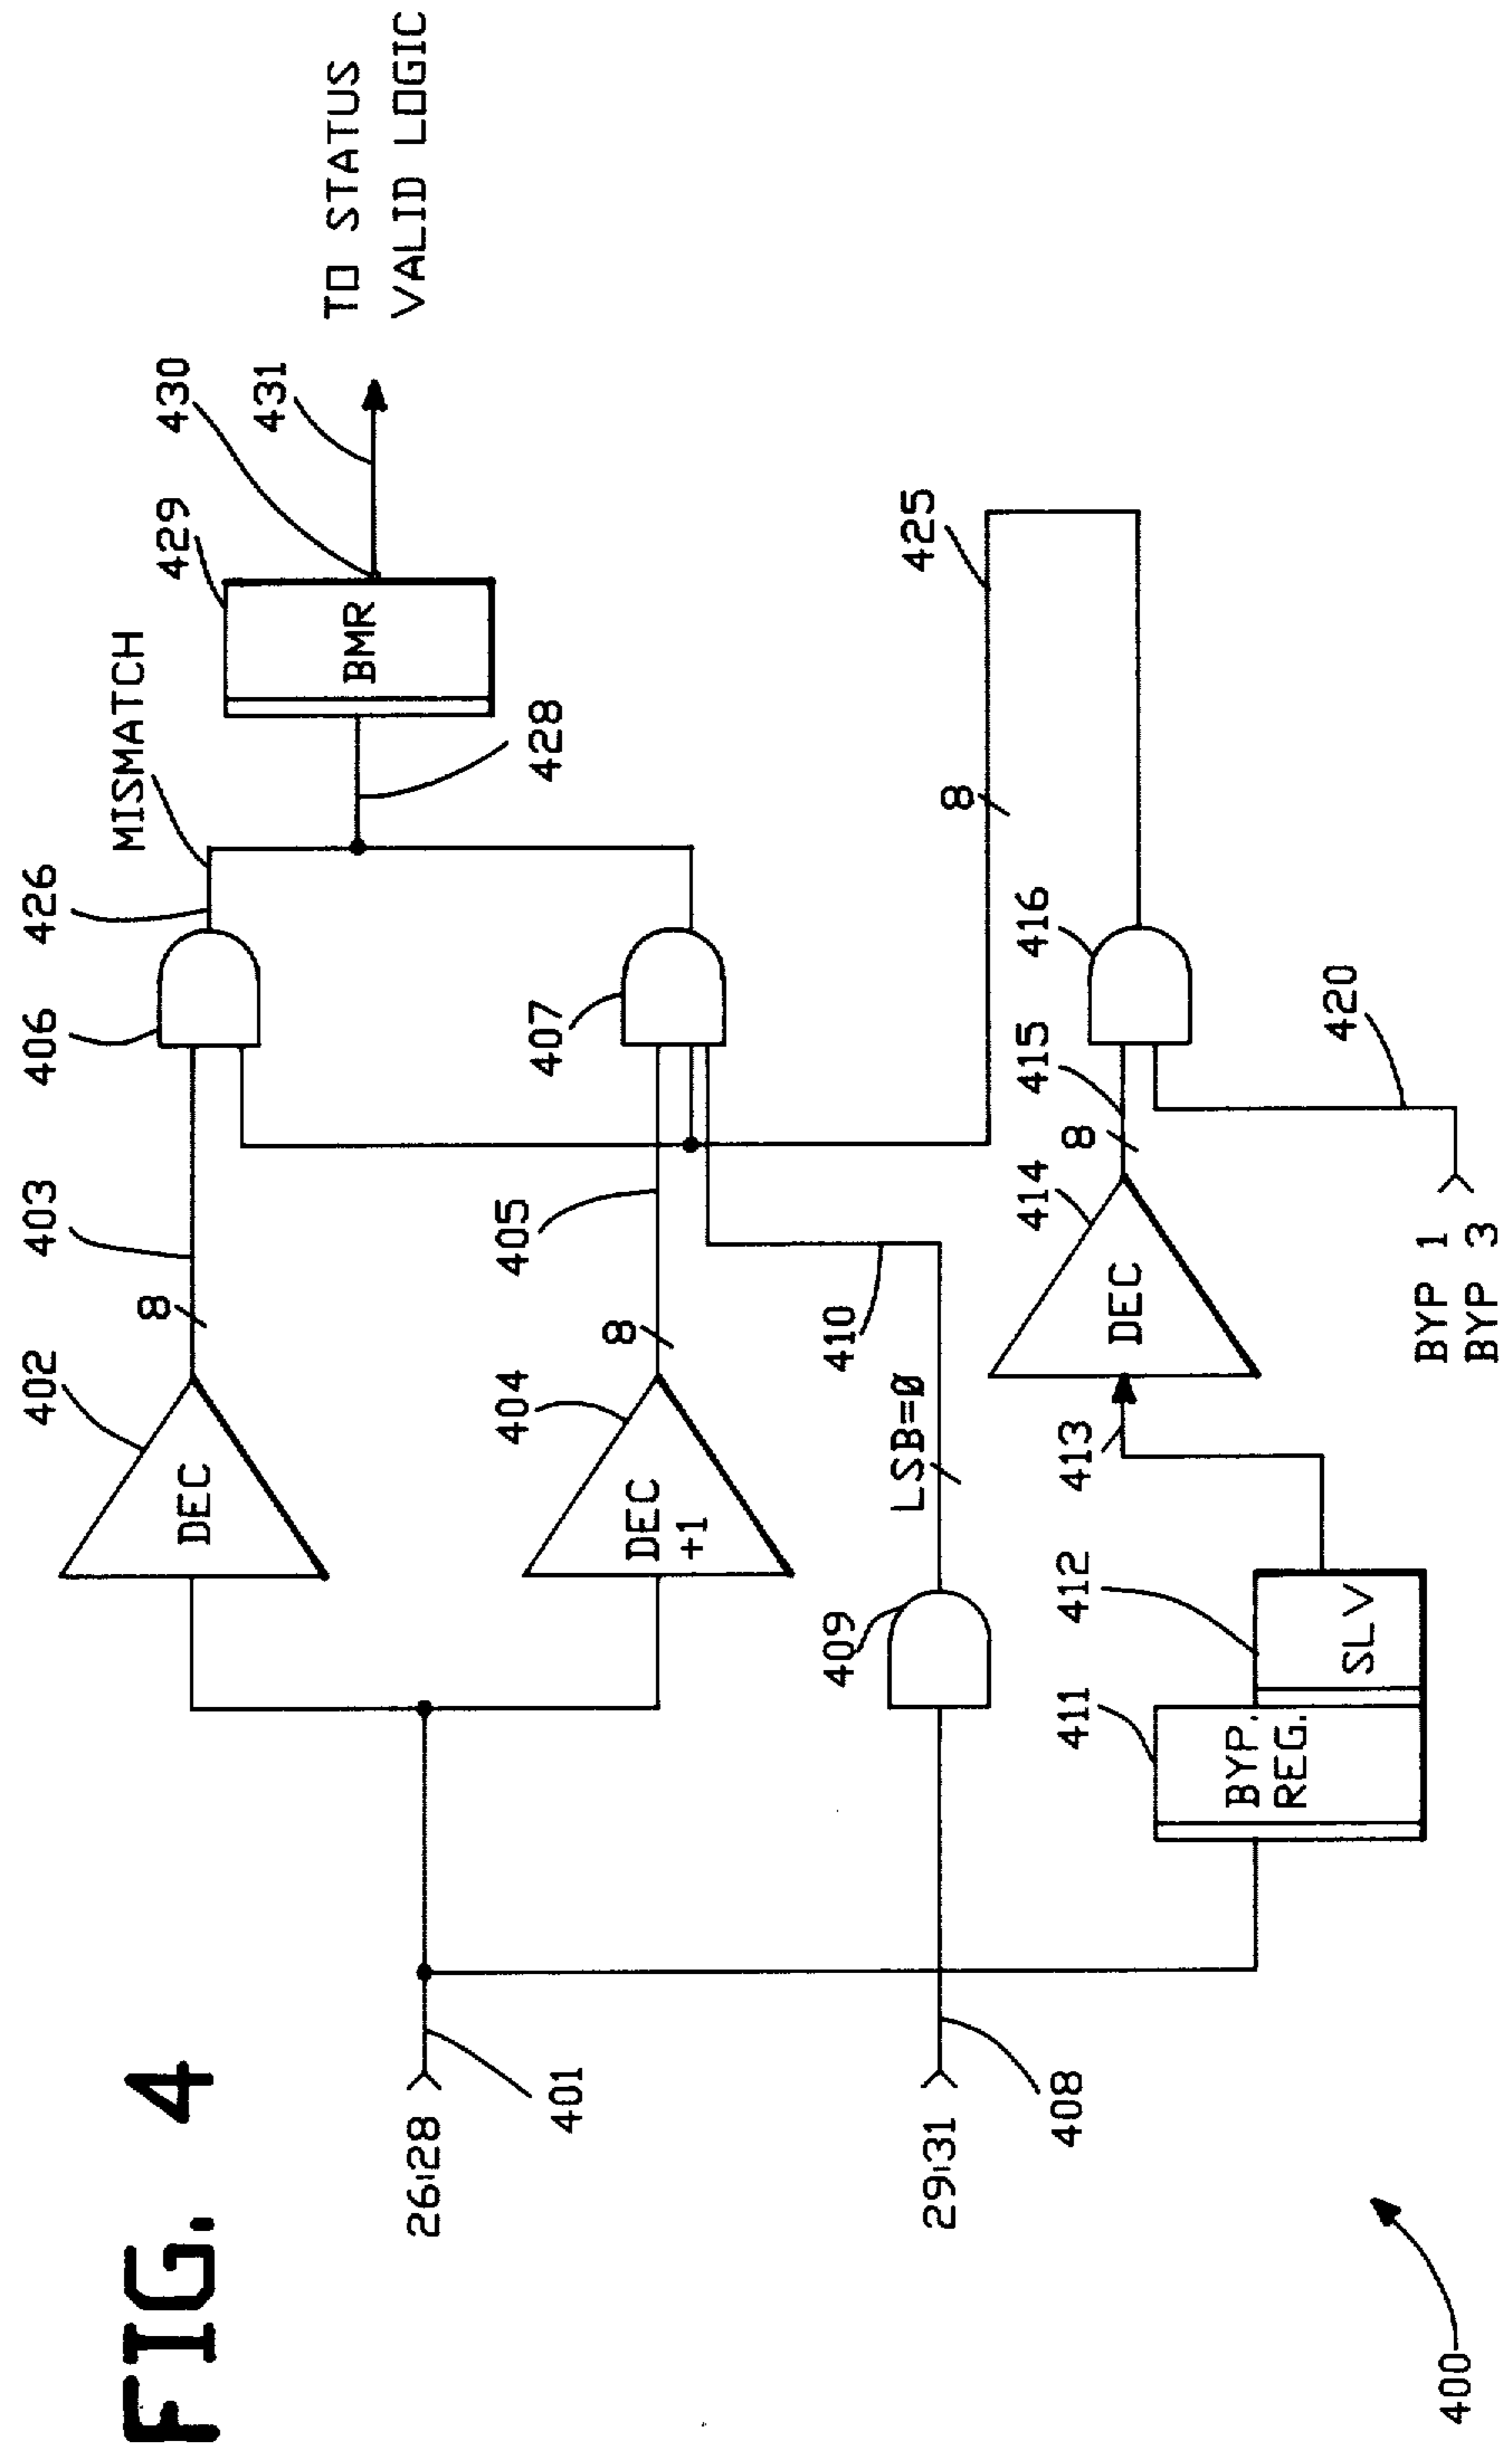 FIG. 4
400
26:28
401
29:31
408
402
DEC
8
403
406
426
MISMATCH
404
DEC
+1
8
405
407
428
429
BMR
430
431
TO STATUS
VALID LOGIC
409
LSB=Ø
410
411
BYP.
REG.
412
SLV
413
414
DEC
8
415
416
8
425
420
BYP 1
BYP 3